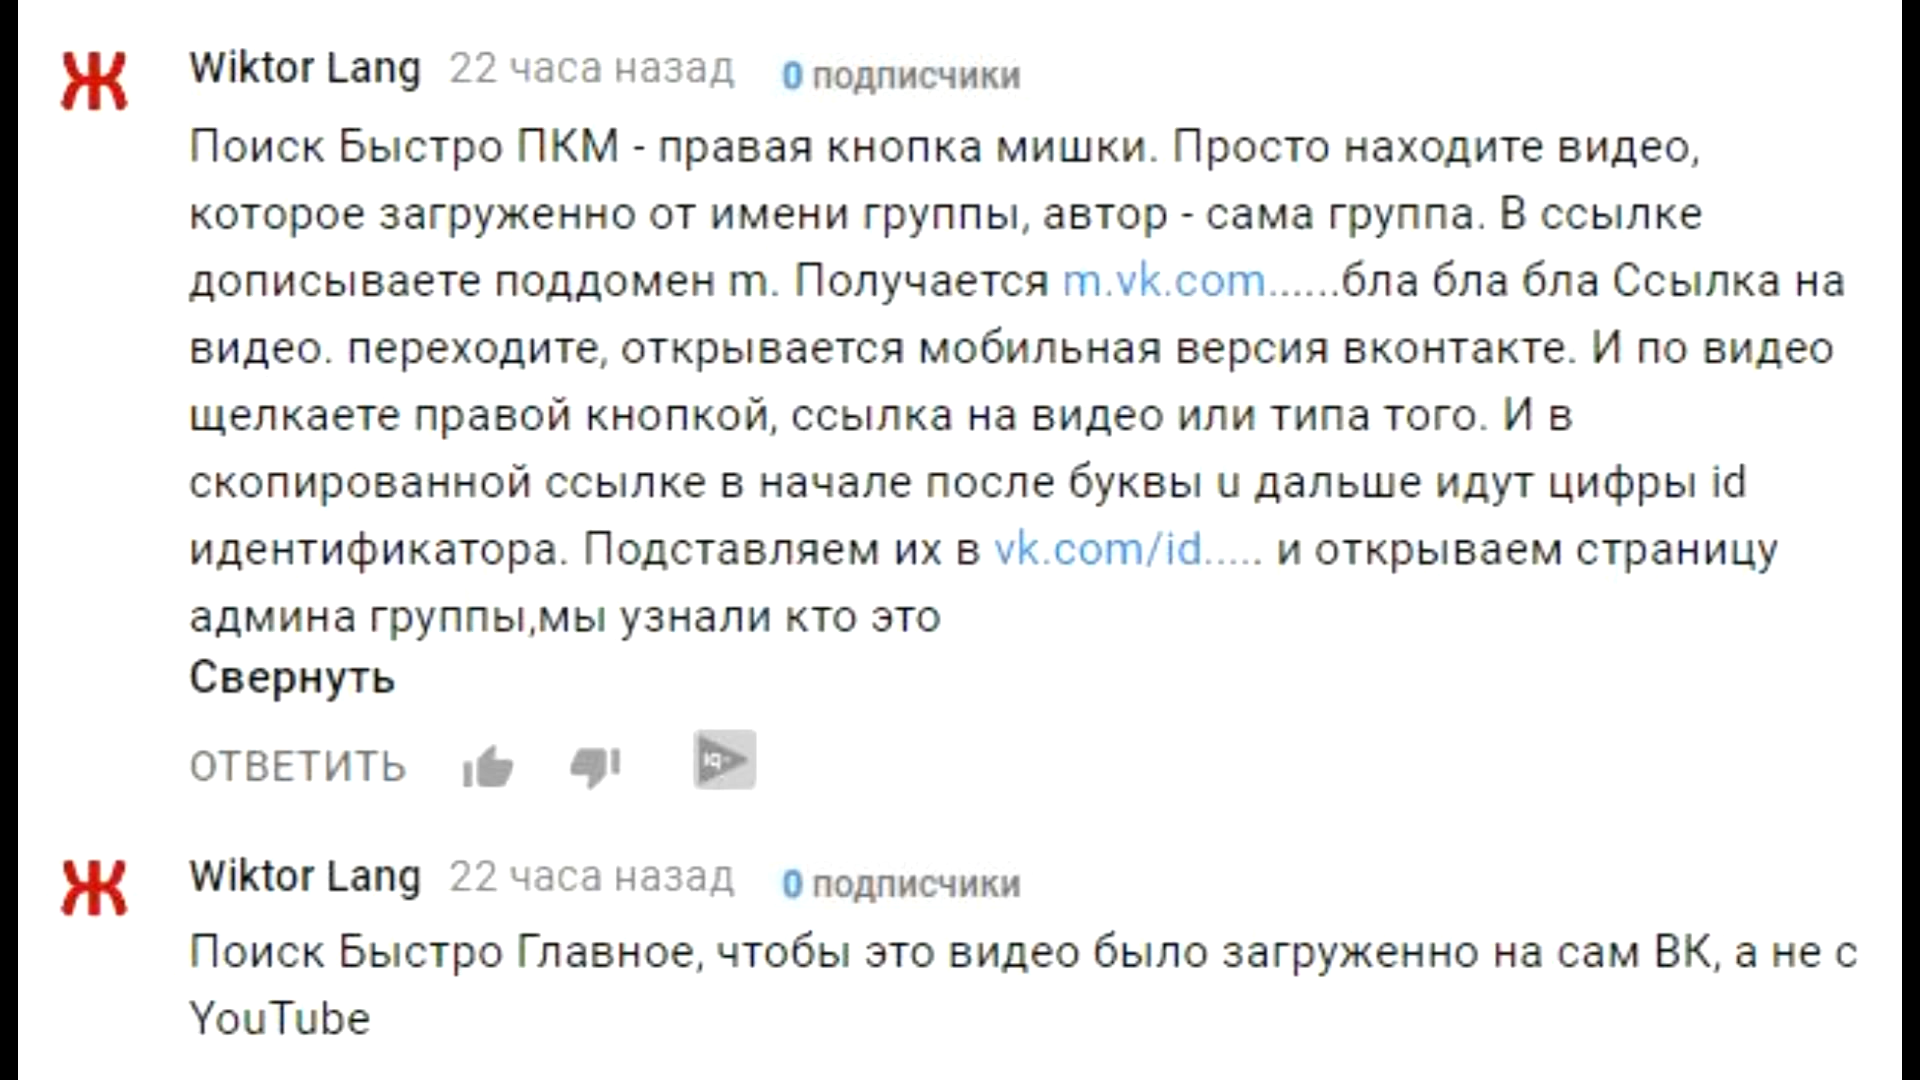 Ж Wiktor Lang 22 часа назад 0 подписчики
Поиск Быстро ПКМ - правая кнопка мишки. Просто находите видео,
которое загруженно от имени группы, автор - сама группа. В ссылке
дописываете поддомен m. Получается m.vk.com......бла бла бла Ссылка на
видео. переходите, открывается мобильная версия вконтакте. И по видео
щелкаете правой кнопкой, ссылка на видео или типа того. И в
скопированной ссылке в начале после буквы u дальше идут цифры id
идентификатора. Подставляем их в vk.com/id..... и открываем страницу
админа группы,мы узнали кто это
Свернуть
ОТВЕТИТЬ IQ
Ж Wiktor Lang 22 часа назад 0 подписчики
Поиск Быстро Главное, чтобы это видео было загруженно на сам ВК, а не с
YouTube